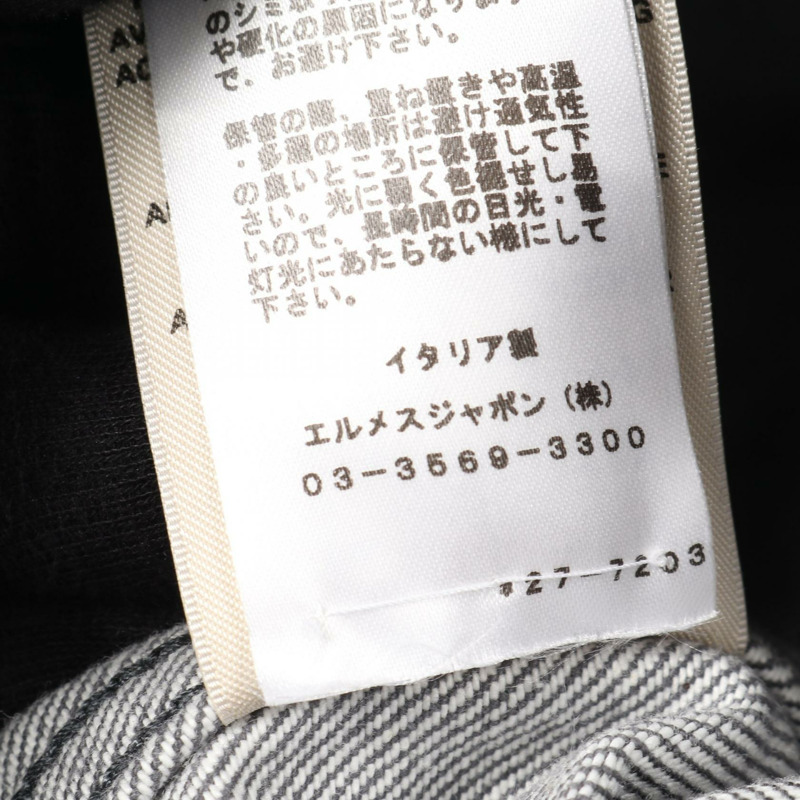 のシミ取
や硬化の原因になります
で、お避け下さい。
保管の際、重ね置きや高温
・多湿の場所は避け通気性
の良いところに保管して下
さい。光に弱く色褪せし易
いので、長時間の日光・電
灯光にあたらない様にして
下さい。
イタリア製
エルメスジャポン（株）
03-3569-3300
27-7203